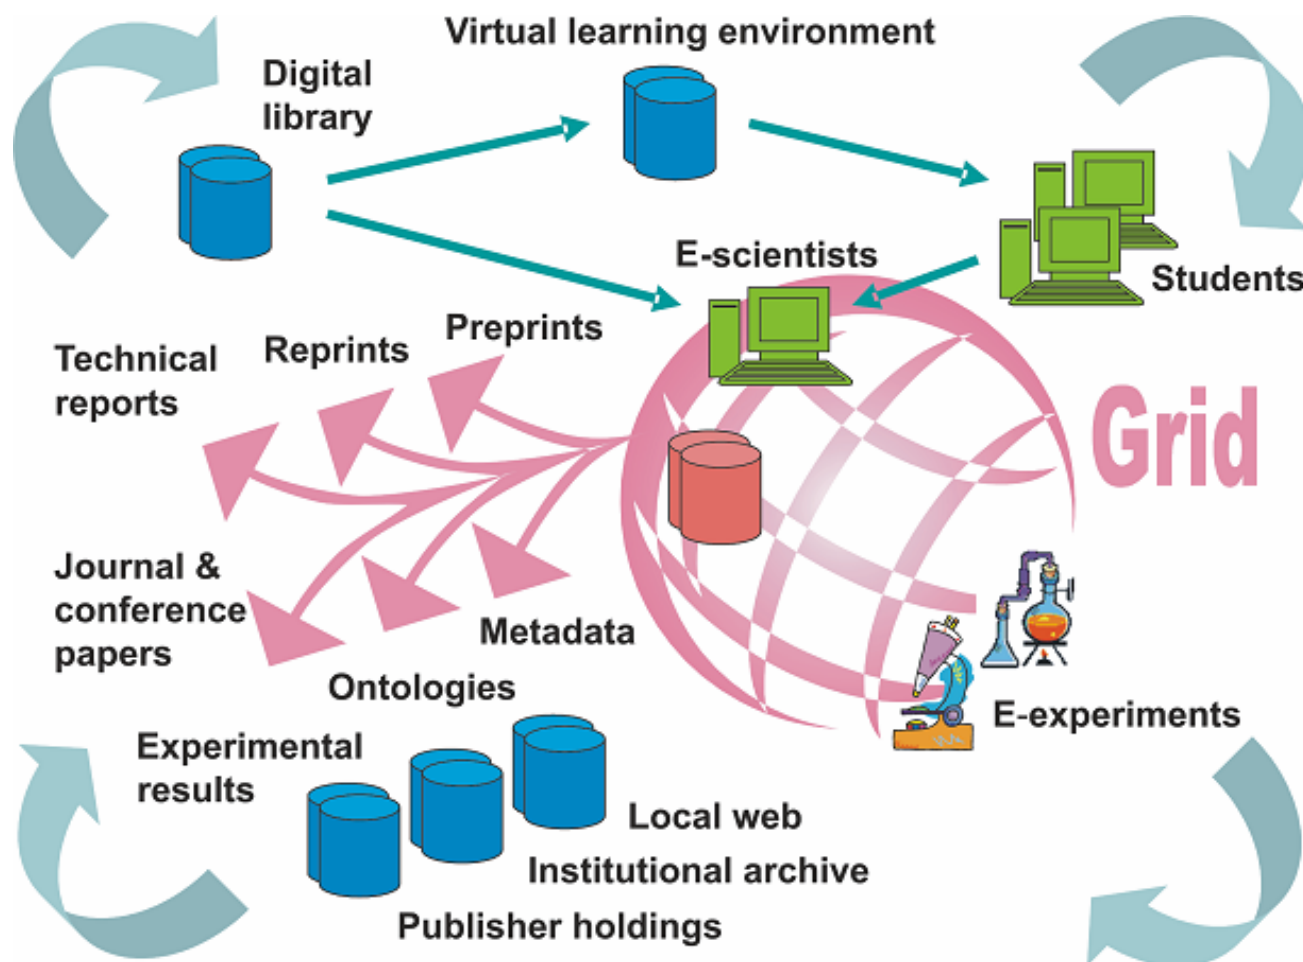 Virtual learning environment
Digital
library
E-scientists
Students
Preprints
Reprints
Technical
reports
Grid
Journal &
conference
papers
Metadata
Ontologies
E-experiments
Experimental
results
Local web
Institutional archive
Publisher holdings